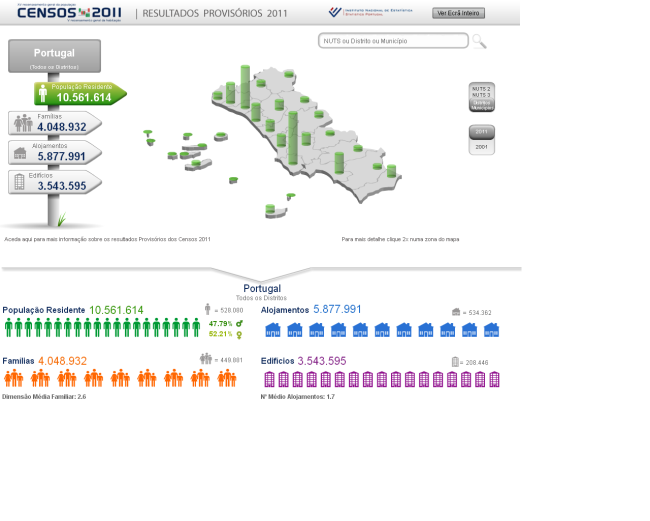 CENSOS 2011
| RESULTADOS PROVISÓRIOS 2011
INSTITUTO NACIONAL DE ESTATÍSTICA
STATISTICS PORTUGAL
Ver Ecrã Inteiro
NUTS ou Distrito ou Município
Portugal
(Todos os Distritos)
População Residente
10.561.614
Famílias
4.048.932
Alojamentos
5.877.991
Edifícios
3.543.595
NUTS 2
NUTS 3
Distritos
Municípios
2011
2001
Aceda aqui para mais informação sobre os resultados Provisórios dos Censos 2011
Para mais detalhe clique 2x numa zona do mapa
Portugal
Todos os Distritos
População Residente 10.561.614
= 528.080
47.79%
52.21%
Alojamentos 5.877.991
= 534.362
Famílias 4.048.932
= 449.881
Dimensão Média Familiar: 2.6
Edifícios 3.543.595
= 208.446
Nº Médio Alojamentos: 1.7